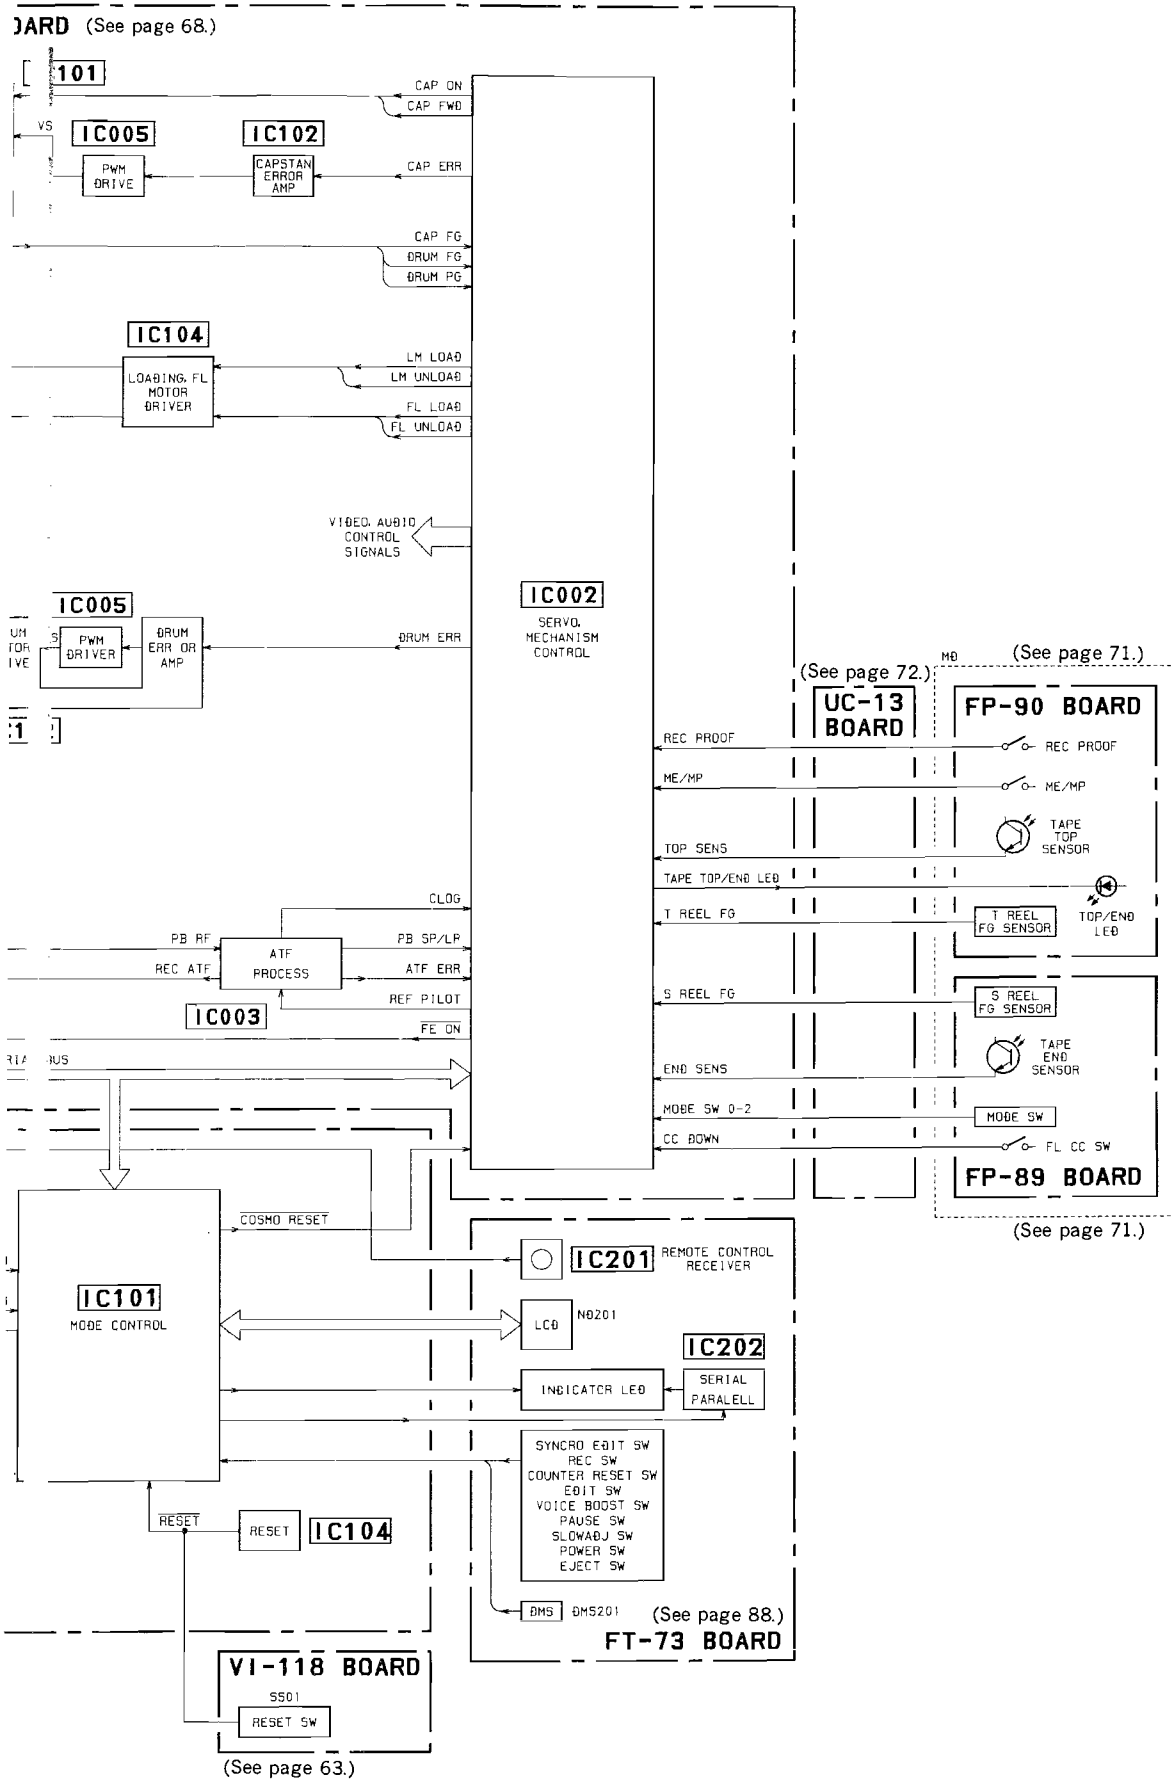 (See page 68.)
101
CAP ON
CAP FWD
VS
IC005
IC102
PWM
DRIVE
CAPSTAN
ERROR
AMP
CAP ERR
CAP FG
DRUM FG
DRUM PG
IC104
LOADING, FL
MOTOR
DRIVER
LM LOAD
LM UNLOAD
FL LOAD
FL UNLOAD
VIDEO, AUDIO
CONTROL
SIGNALS
IC002
SERVO,
MECHANISM
CONTROL
IC005
PWM
DRIVER
DRUM
ERR OR
AMP
DRUM ERR
MD
(See page 71.)
(See page 72.)
UC-13
BOARD
FP-90 BOARD
REC PROOF
REC PROOF
ME/MP
ME/MP
TAPE
TOP
SENSOR
TOP SENS
TAPE TOP/END LED
TOP/END
LED
T REEL FG
T REEL
FG SENSOR
CLOG
PB RF
ATF
PROCESS
PB SP/LP
REC ATF
ATF ERR
REF PILOT
IC003
FE ON
S REEL FG
S REEL
FG SENSOR
TAPE
END
SENSOR
END SENS
MODE SW 0-2
MODE SW
CC DOWN
FL CC SW
FP-89 BOARD
(See page 71.)
COSMO RESET
IC101
MODE CONTROL
IC201
REMOTE CONTROL
RECEIVER
LCD
ND201
IC202
INDICATOR LED
SERIAL
PARALELL
SYNCRO EDIT SW
REC SW
COUNTER RESET SW
EDIT SW
VOICE BOOST SW
PAUSE SW
SLOWADJ SW
POWER SW
EJECT SW
RESET
RESET
IC104
DMS
DMS201
(See page 88.)
FT-73 BOARD
VI-118 BOARD
S501
RESET SW
(See page 63.)